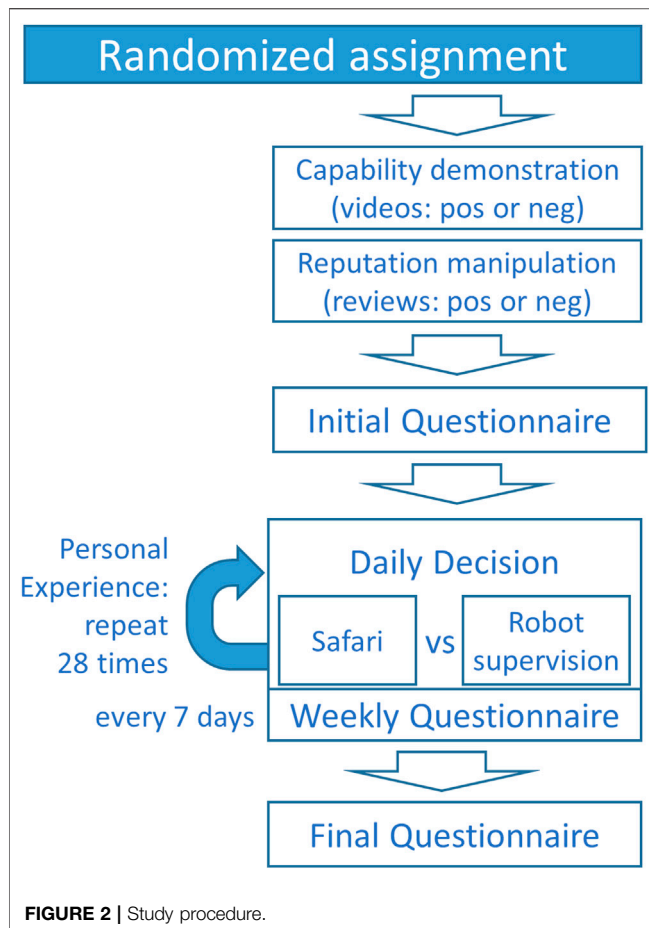 Randomized assignment
Capability demonstration
(videos: pos or neg)
Reputation manipulation
(reviews: pos or neg)
Initial Questionnaire
Personal
Experience:
repeat
28 times
Daily Decision
Safari
vs
Robot
supervision
every 7 days
Weekly Questionnaire
Final Questionnaire
FIGURE 2 | Study procedure.